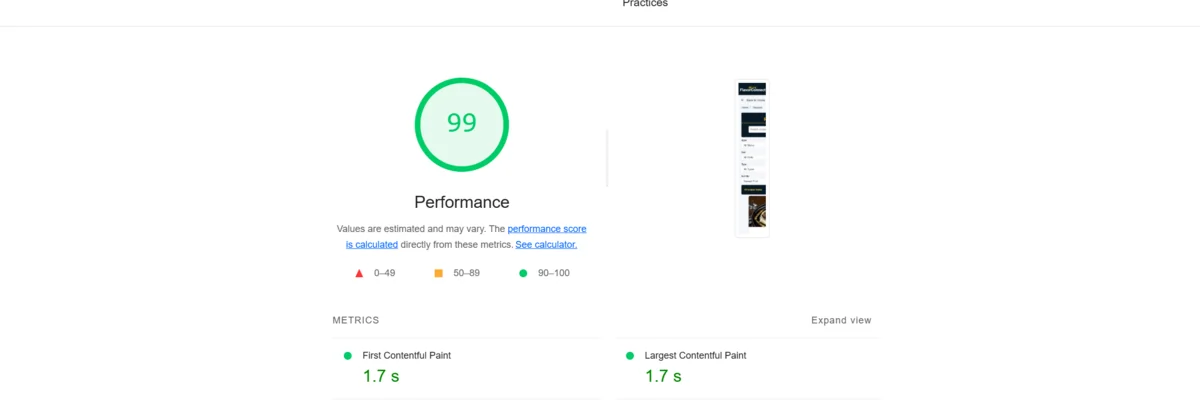 Practices
99
Performance
Values are estimated and may vary. The performance score
is calculated directly from these metrics. See calculator.
0–49
50–89
90–100
METRICS
Expand view
First Contentful Paint
1.7 s
Largest Contentful Paint
1.7 s